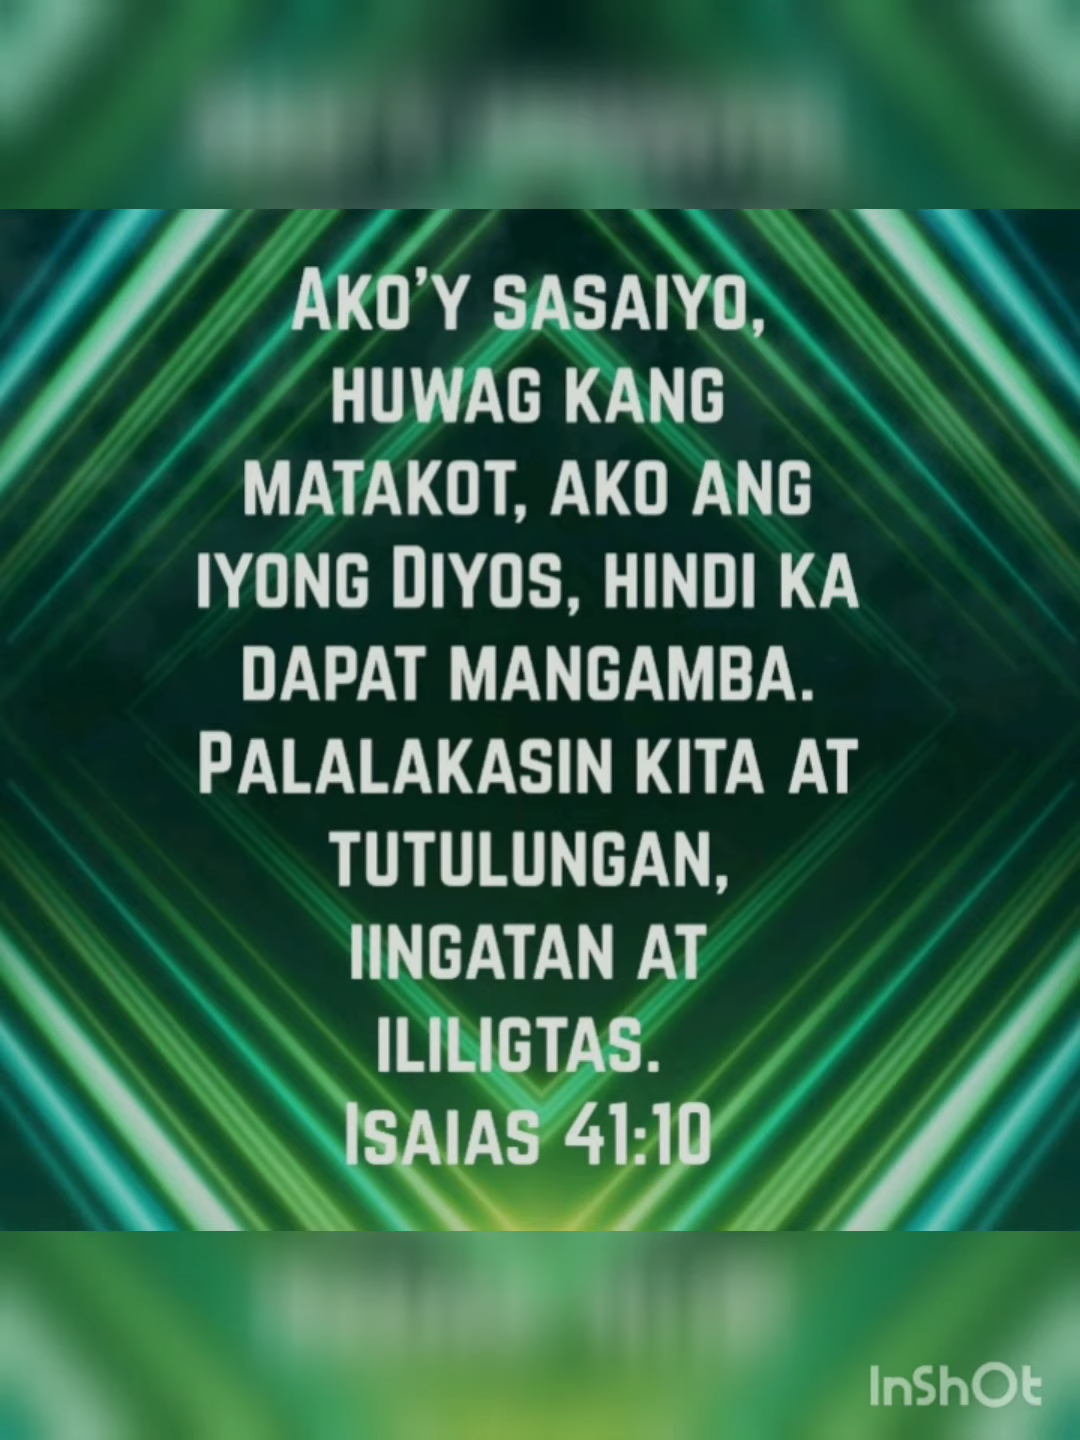 Ako'y sasaiyo,
huwag kang
matakot, ako ang
iyong Diyos, hindi ka
dapat mangamba.
Palalakasin kita at
tutulungan,
iingatan at
ililigtas.
Isaias 41:10
InShOt